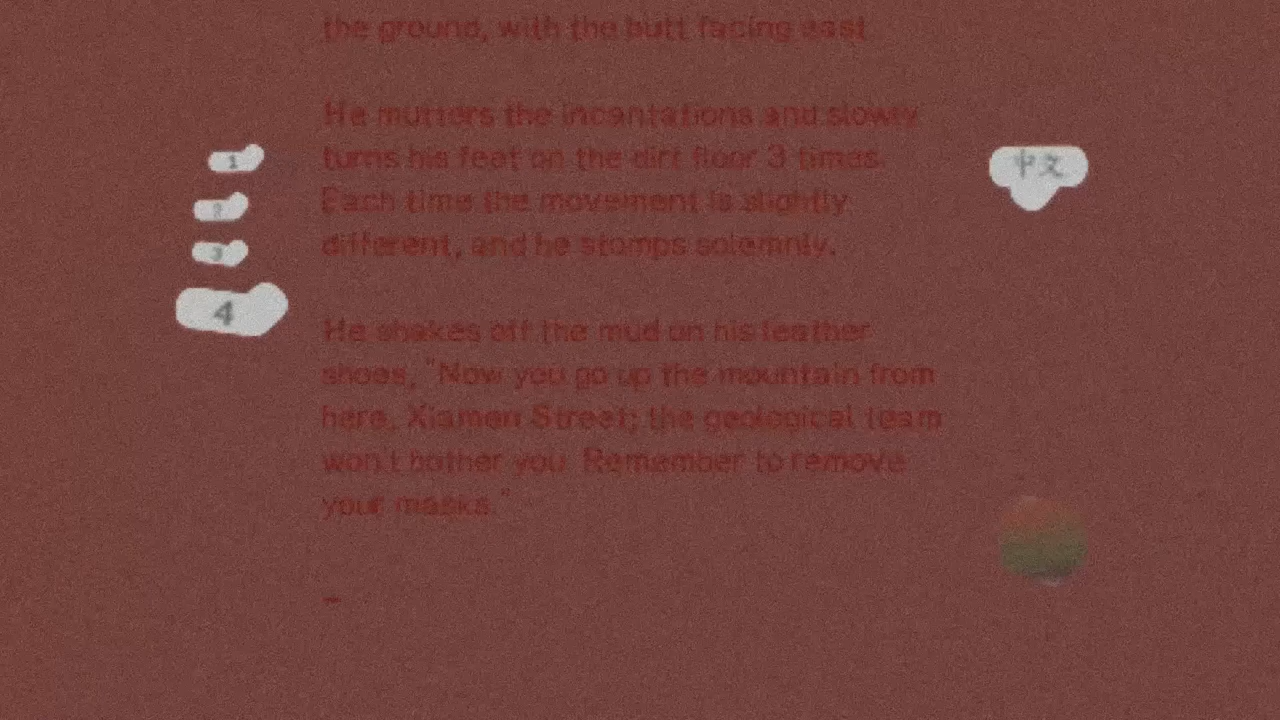 the ground, with the butt facing east
He mutters the incantations and slowly
turns his feet on the dirt floor 3 times.
Each time the movement is slightly
different, and he stomps solemnly.
He shakes off the mud on his leather
shoes, "Now you go up the mountain from
here, Xiamen Street; the geological team
won't bother you. Remember to remove
your masks."
–
1
2
3
4
中文